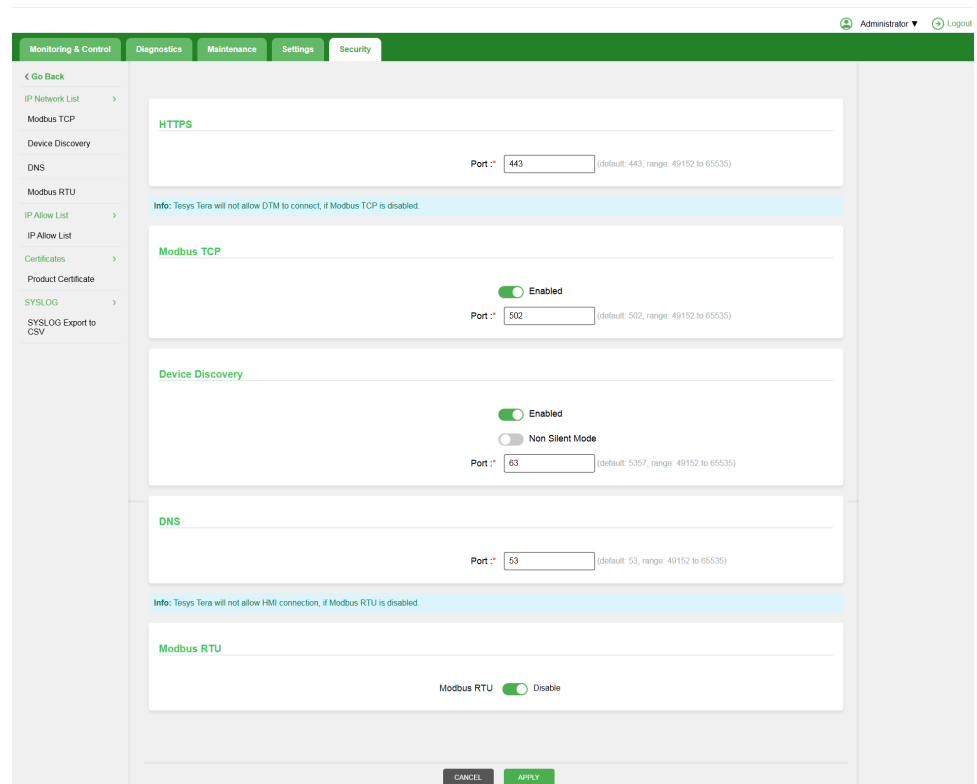 Administrator ▼ Logout
Monitoring & Control Diagnostics Maintenance Settings Security
< Go Back
IP Network List >
Modbus TCP
Device Discovery
DNS
Modbus RTU
IP Allow List >
IP Allow List
Certificates >
Product Certificate
SYSLOG >
SYSLOG Export to
CSV
HTTPS
Port :* 443 (default: 443, range: 49152 to 65535)
Info: Tesys Tera will not allow DTM to connect, if Modbus TCP is disabled.
Modbus TCP
Enabled
Port :* 502 (default: 502, range: 49152 to 65535)
Device Discovery
Enabled
Non Silent Mode
Port :* 63 (default: 5357, range: 49152 to 65535)
DNS
Port :* 53 (default: 53, range: 49152 to 65535)
Info: Tesys Tera will not allow HMI connection, if Modbus RTU is disabled.
Modbus RTU
Modbus RTU Disable
CANCEL APPLY